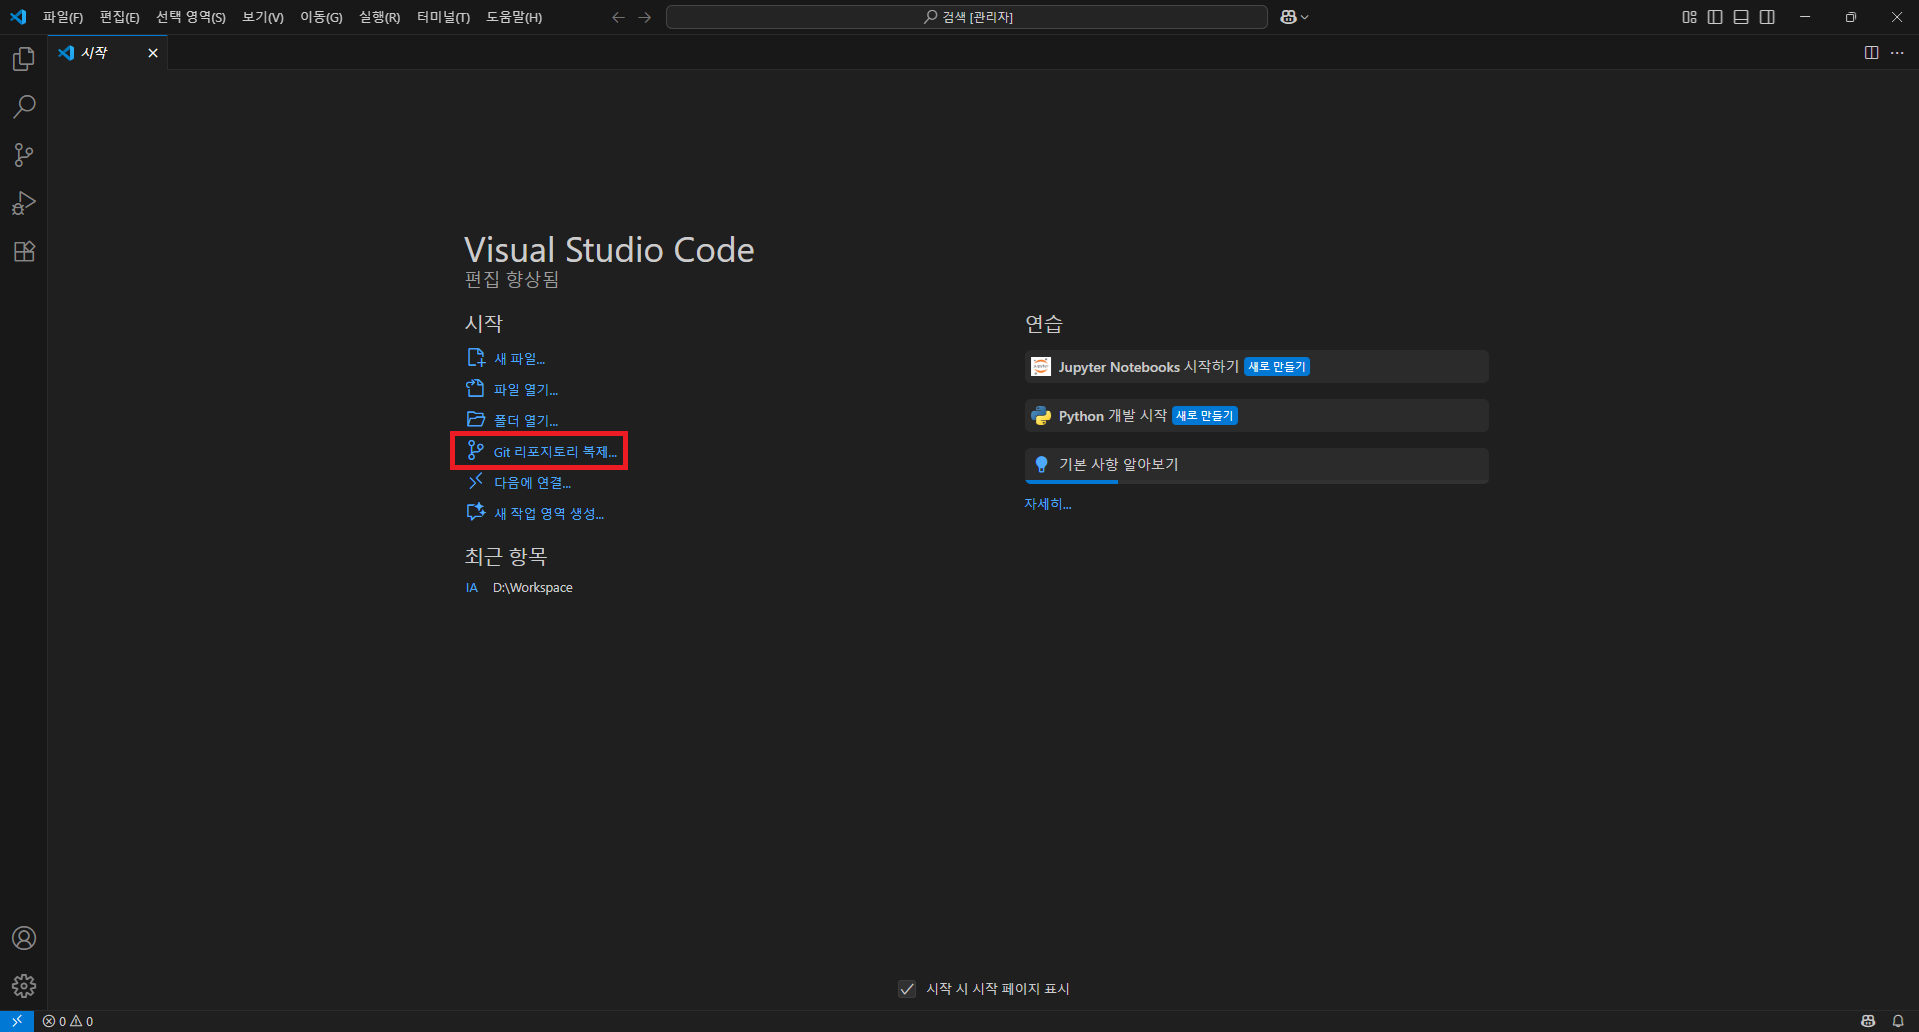 파일(F) 편집(E) 선택 영역(S) 보기(V) 이동(G) 실행(R) 터미널(T) 도움말(H) 검색 [관리자]
시작
Visual Studio Code
편집 향상됨
시작
새 파일...
파일 열기...
폴더 열기...
Git 리포지토리 복제...
다음에 연결...
새 작업 영역 생성...
최근 항목
IA D:\Workspace
연습
Jupyter Notebooks 시작하기 새로 만들기
Python 개발 시작 새로 만들기
기본 사항 알아보기
자세히...
시작 시 시작 페이지 표시
0 0